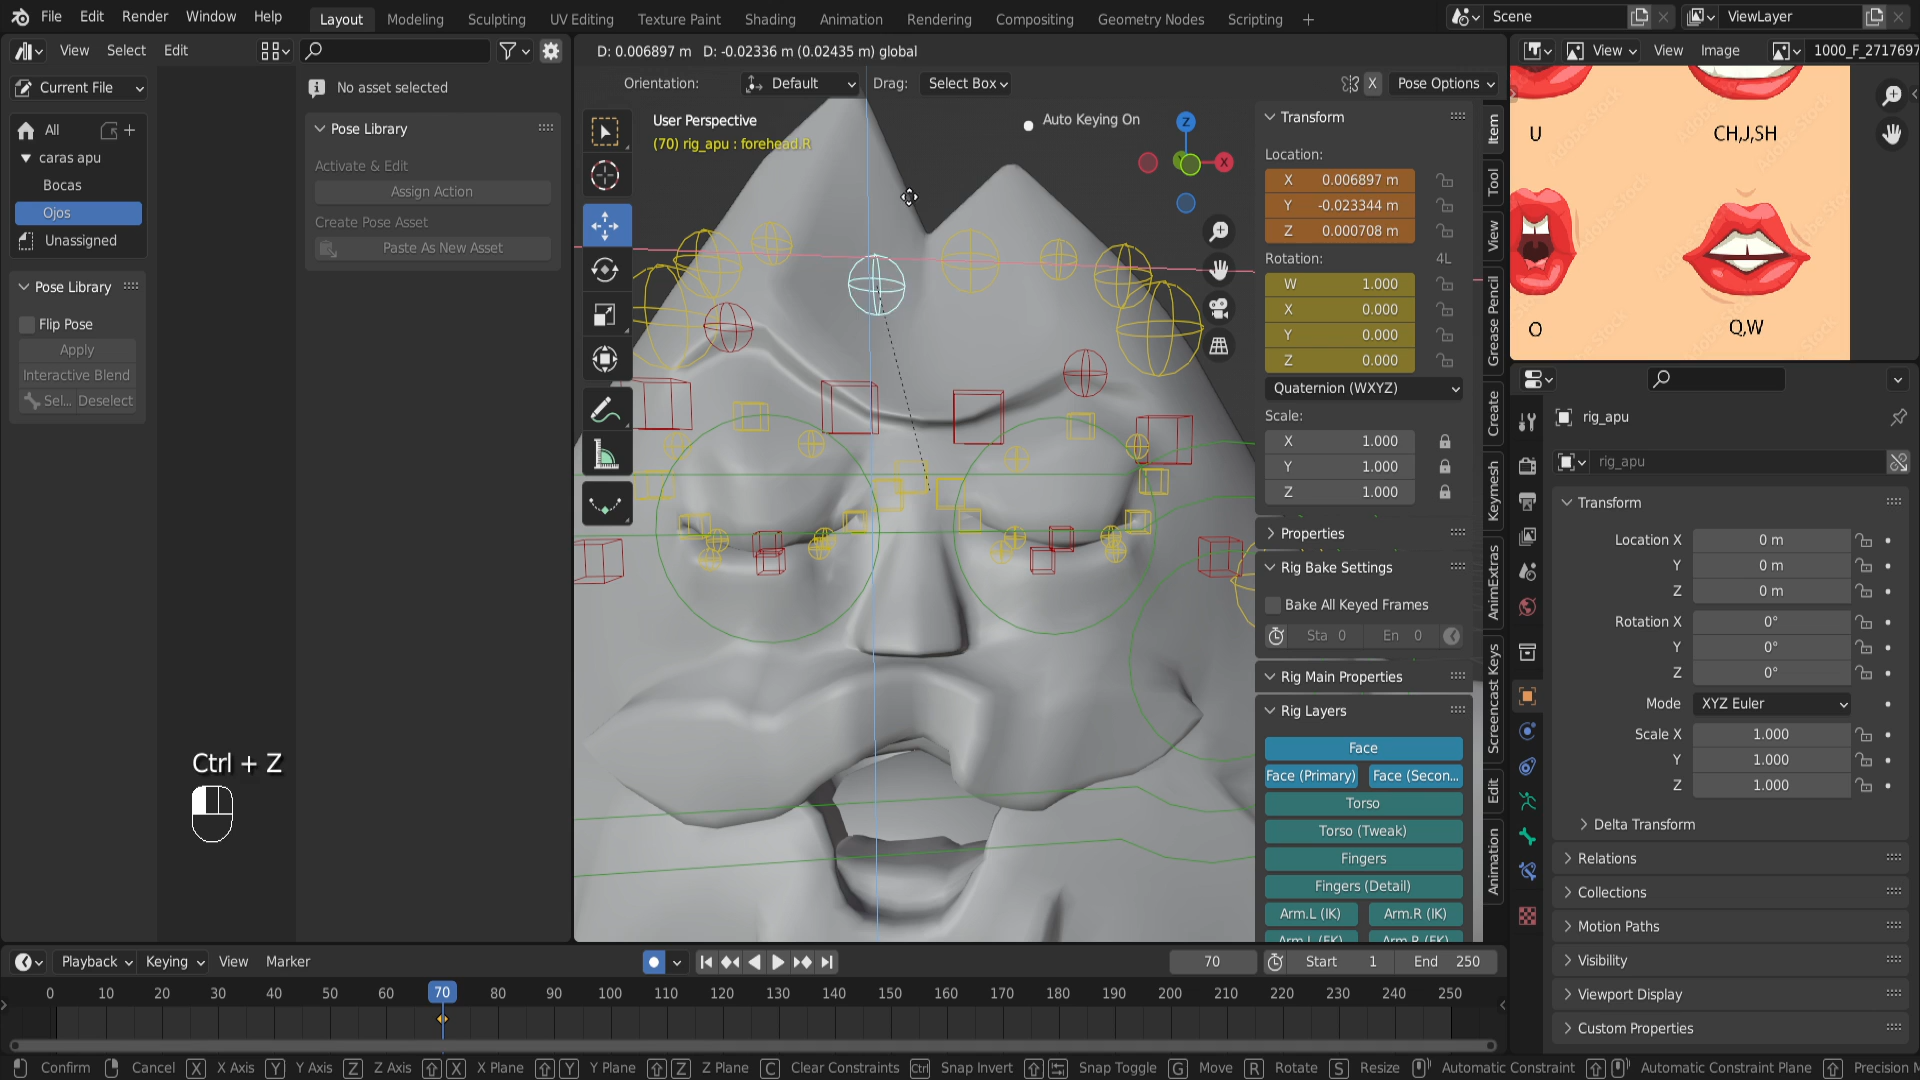 File Edit Render Window Help
Layout Modeling Sculpting UV Editing Texture Paint Shading Animation Rendering Compositing Geometry Nodes Scripting +
Scene
ViewLayer
View Select Edit
D: 0.006897 m D: -0.02336 m (0.02435 m) global
View View Image 1000_F_2717697
Current File
No asset selected
Orientation: Default Drag: Select Box
X Pose Options
All
caras apu
Bocas
Ojos
Unassigned
Pose Library
Activate & Edit
Assign Action
Create Pose Asset
Paste As New Asset
Pose Library
Flip Pose
Apply
Interactive Blend
Sel... Deselect
Ctrl + Z
User Perspective
(70) rig_apu : forehead.R
Auto Keying On
Z
X
Transform
Location:
X 0.006897 m
Y -0.023344 m
Z 0.000708 m
Rotation: 4L
W 1.000
X 0.000
Y 0.000
Z 0.000
Quaternion (WXYZ)
Scale:
X 1.000
Y 1.000
Z 1.000
Properties
Rig Bake Settings
Bake All Keyed Frames
Sta 0 En 0
Rig Main Properties
Rig Layers
Face
Face (Primary) Face (Secon...
Torso
Torso (Tweak)
Fingers
Fingers (Detail)
Arm.L (IK) Arm.R (IK)
Arm.L (FK) Arm.R (FK)
Item
Tool
View
Grease Pencil
Create
Keymesh
AnimExtras
Screencast Keys
Edit
Animation
U CH,J,SH
O Q,W
rig_apu
rig_apu
Transform
Location X 0 m
Y 0 m
Z 0 m
Rotation X 0°
Y 0°
Z 0°
Mode XYZ Euler
Scale X 1.000
Y 1.000
Z 1.000
Delta Transform
Relations
Collections
Motion Paths
Visibility
Viewport Display
Custom Properties
Playback Keying View Marker
70 Start 1 End 250
0 10 20 30 40 50 60 70 80 90 100 110 120 130 140 150 160 170 180 190 200 210 220 230 240 250
Confirm Cancel X X Axis Y Y Axis Z Z Axis X X Plane Y Y Plane Z Z Plane C Clear Constraints Ctrl Snap Invert Snap Toggle G Move R Rotate S Resize Automatic Constraint Automatic Constraint Plane Precision M